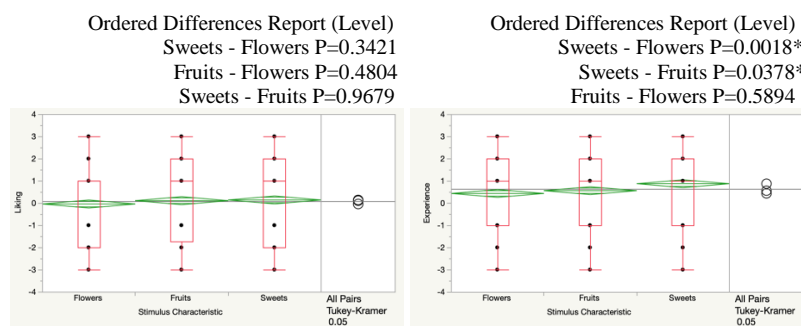 Ordered Differences Report (Level)
Sweets - Flowers P=0.3421
Fruits - Flowers P=0.4804
Sweets - Fruits P=0.9679
4
3
2
1
0
-1
-2
-3
-4
Liking
Flowers
Fruits
Sweets
Stimulus Characteristic
All Pairs
Tukey-Kramer
0.05
Ordered Differences Report (Level)
Sweets - Flowers P=0.0018*
Sweets - Fruits P=0.0378*
Fruits - Flowers P=0.5894
4
3
2
1
0
-1
-2
-3
-4
Experience
Flowers
Fruits
Sweets
Stimulus Characteristic
All Pairs
Tukey-Kramer
0.05